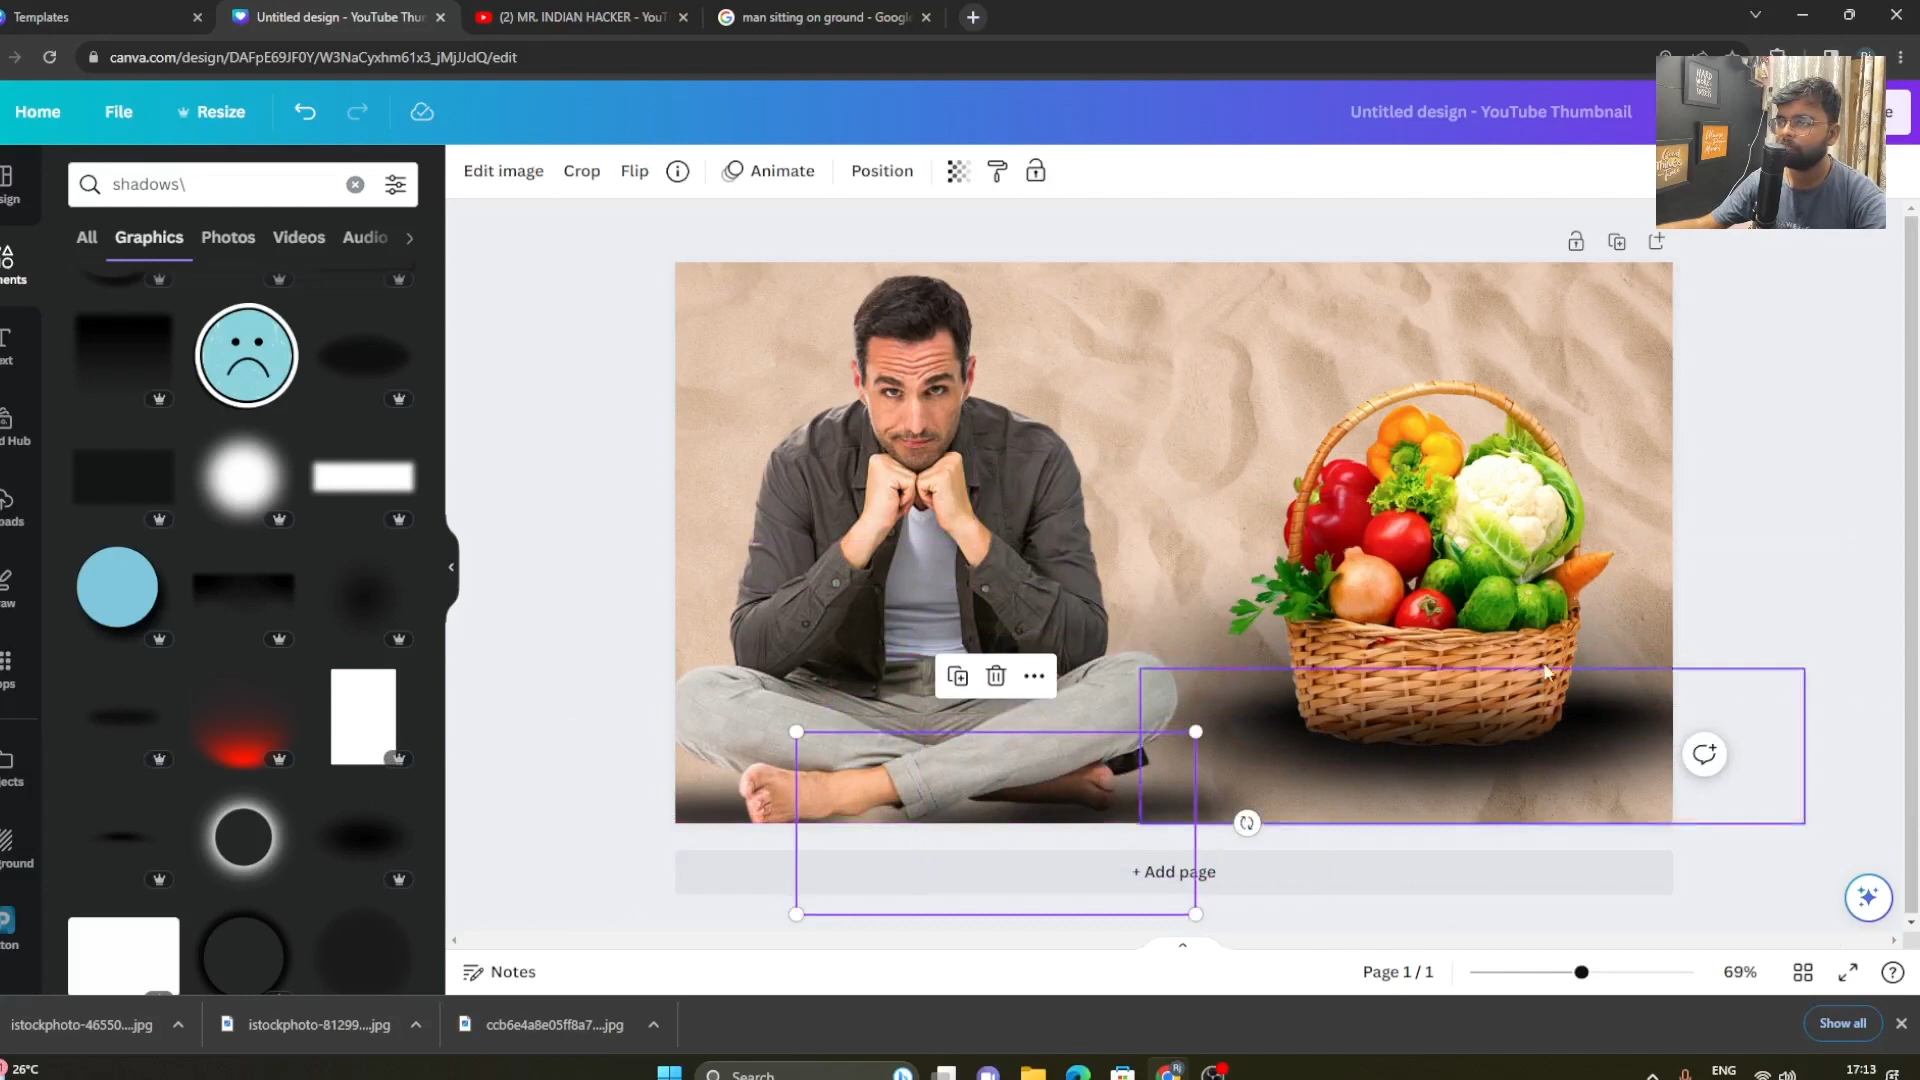 Templates
Untitled design - YouTube Thu
(2) MR. INDIAN HACKER - YouT
man sitting on ground - Googl
canva.com/design/DAFpE69JF0Y/W3NaCyxhm61x3_jMjJJclQ/edit
Home
File
Resize
Untitled design - YouTube Thumbnail
shadows\
Edit image
Crop
Flip
Animate
Position
All
Graphics
Photos
Videos
Audio
HARD
+ Add page
Notes
Page 1 / 1
69%
istockphoto-46550....jpg
istockphoto-81299....jpg
ccb6e4a8e05ff8a7....jpg
Show all
26°C
Search
ENG
17:13